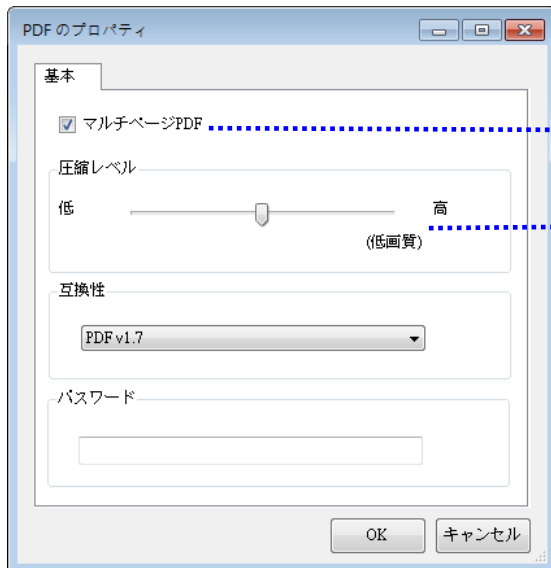 PDF のプロパティ
基本
マルチページPDF
圧縮レベル
低
高
(低画質)
互換性
PDF v1.7
パスワード
OK
キャンセル